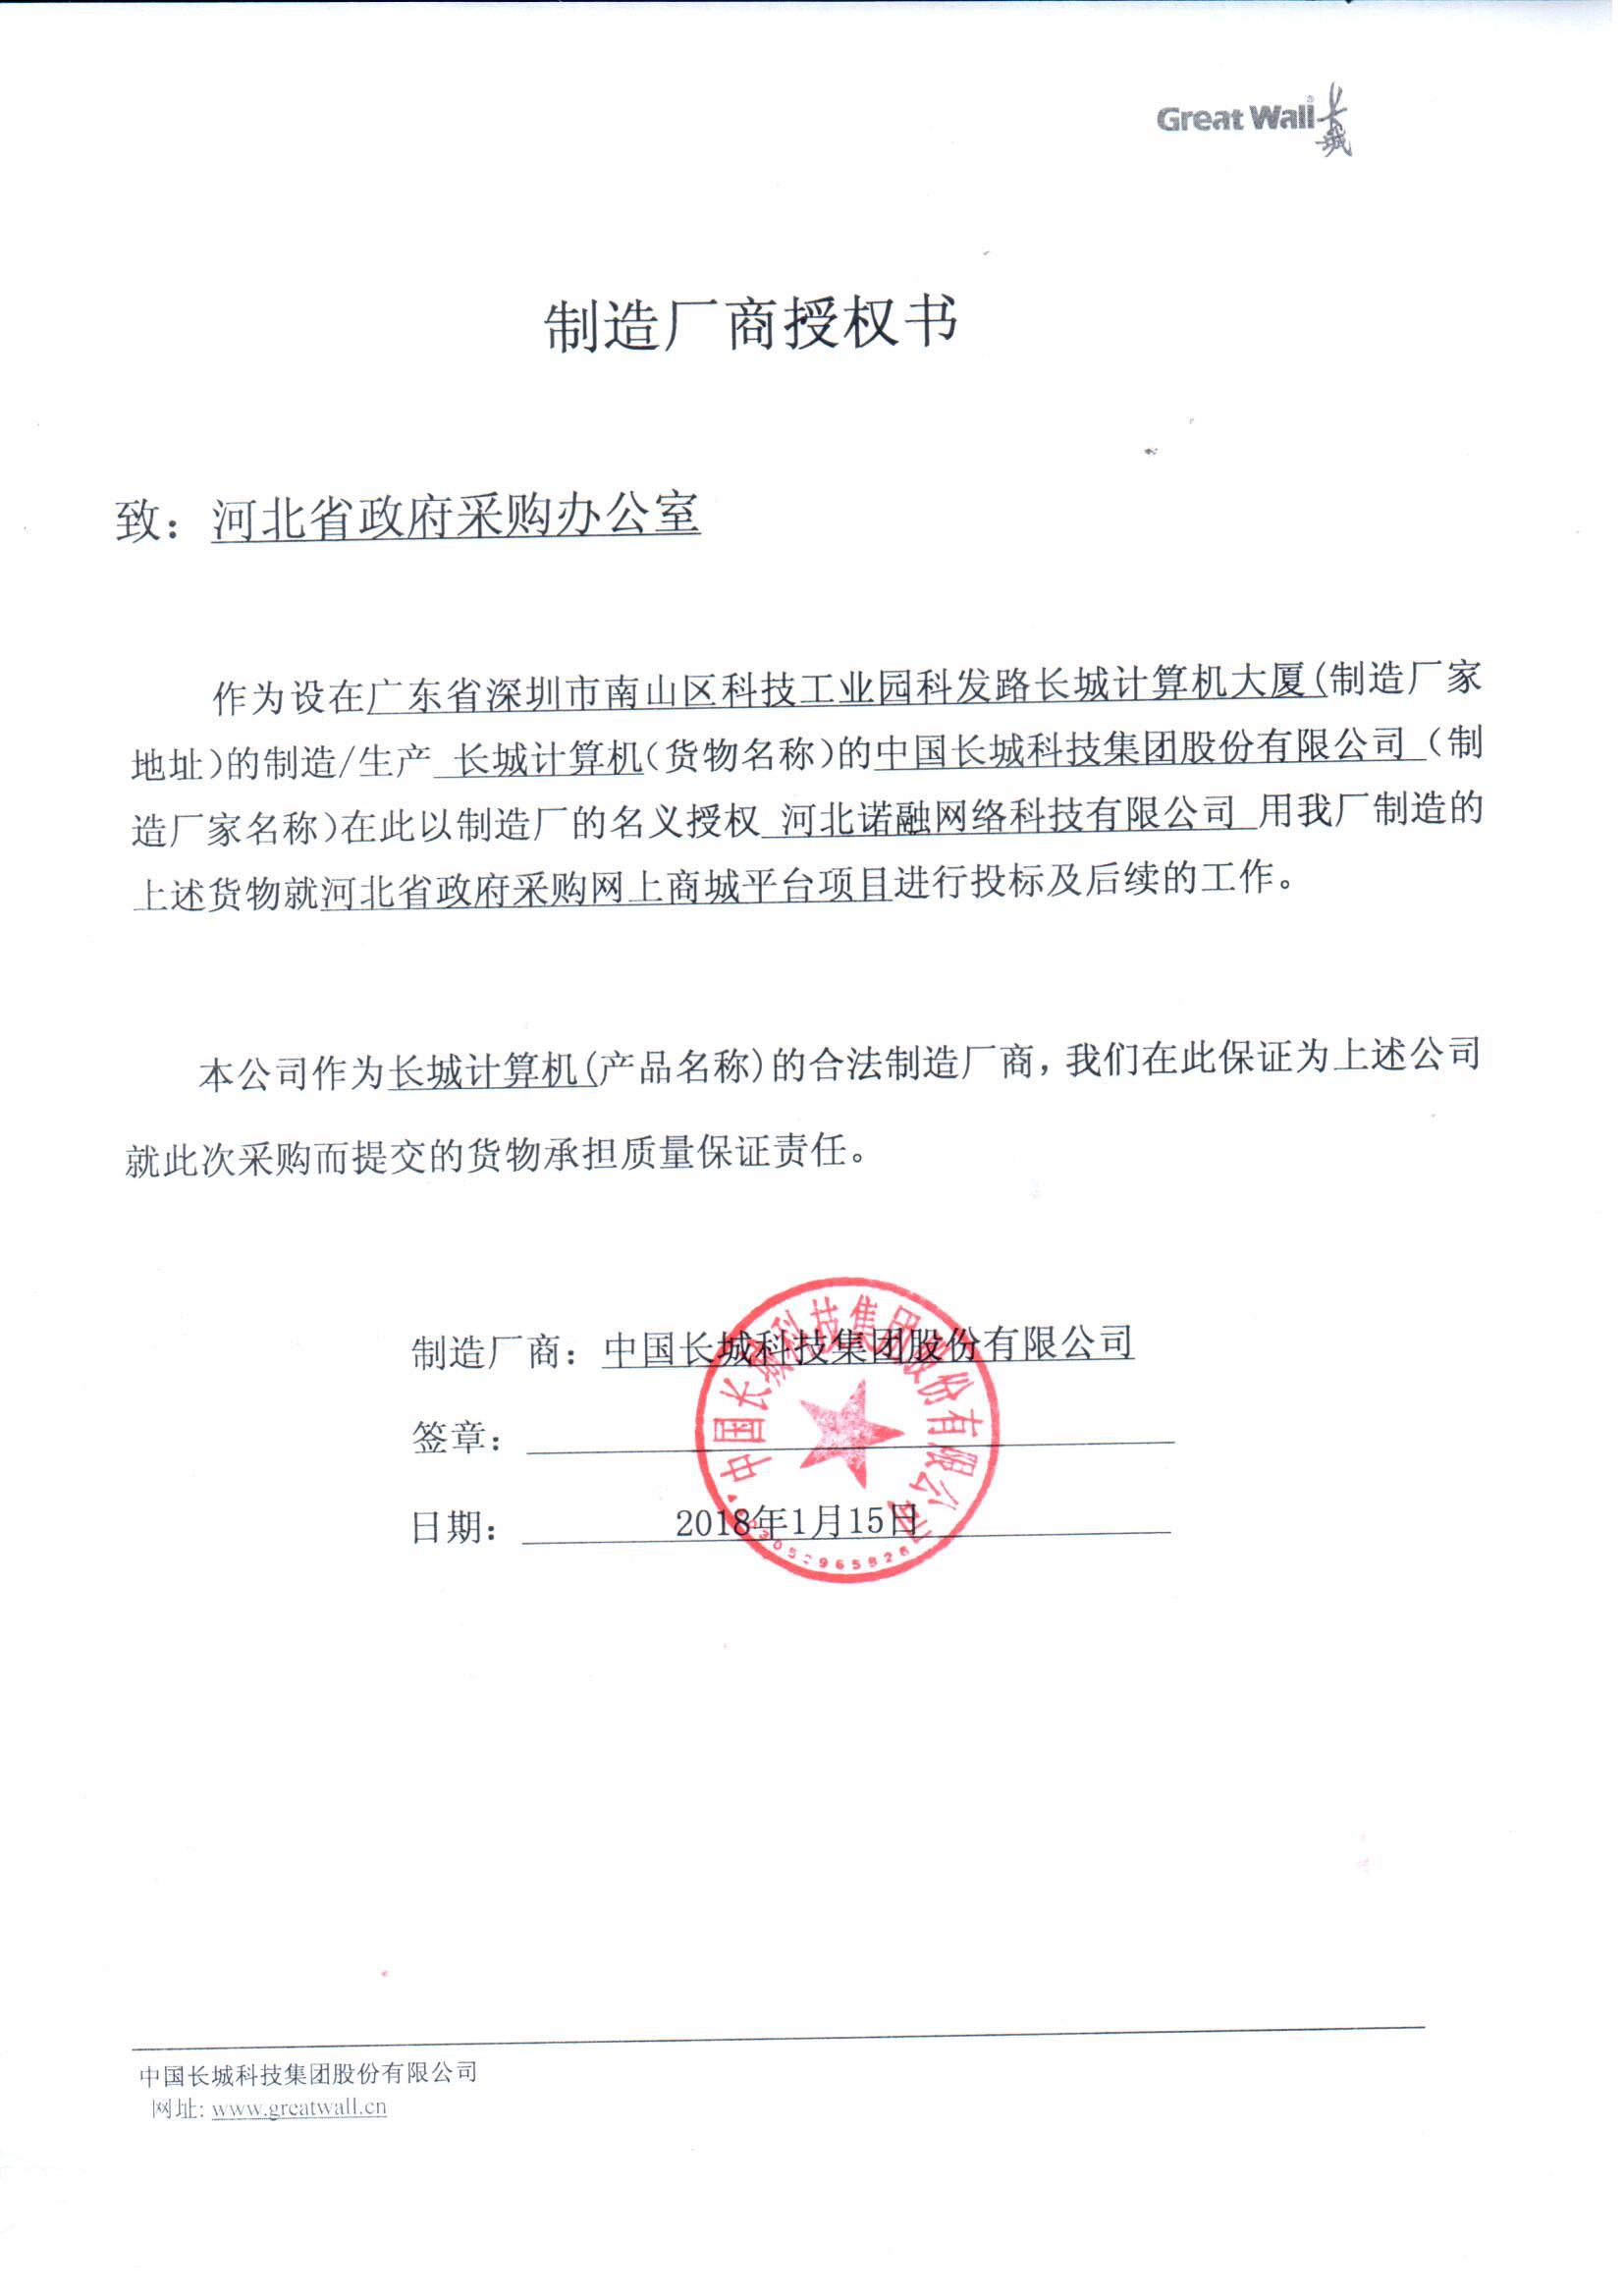 Great Wall 长城
制造厂商授权书
致：河北省政府采购办公室
作为设在广东省深圳市南山区科技工业园科发路长城计算机大厦(制造厂家
地址)的制造/生产 长城计算机(货物名称)的中国长城科技集团股份有限公司（制
造厂家名称)在此以制造厂的名义授权 河北诺融网络科技有限公司 用我厂制造的
上述货物就河北省政府采购网上商城平台项目进行投标及后续的工作。
本公司作为长城计算机(产品名称)的合法制造厂商，我们在此保证为上述公司
就此次采购而提交的货物承担质量保证责任。
制造厂商：中国长城科技集团股份有限公司
签章：
日期：2018年1月15日
中国长城科技集团股份有限公司
中国长城科技集团股份有限公司
网址: www.greatwall.cn